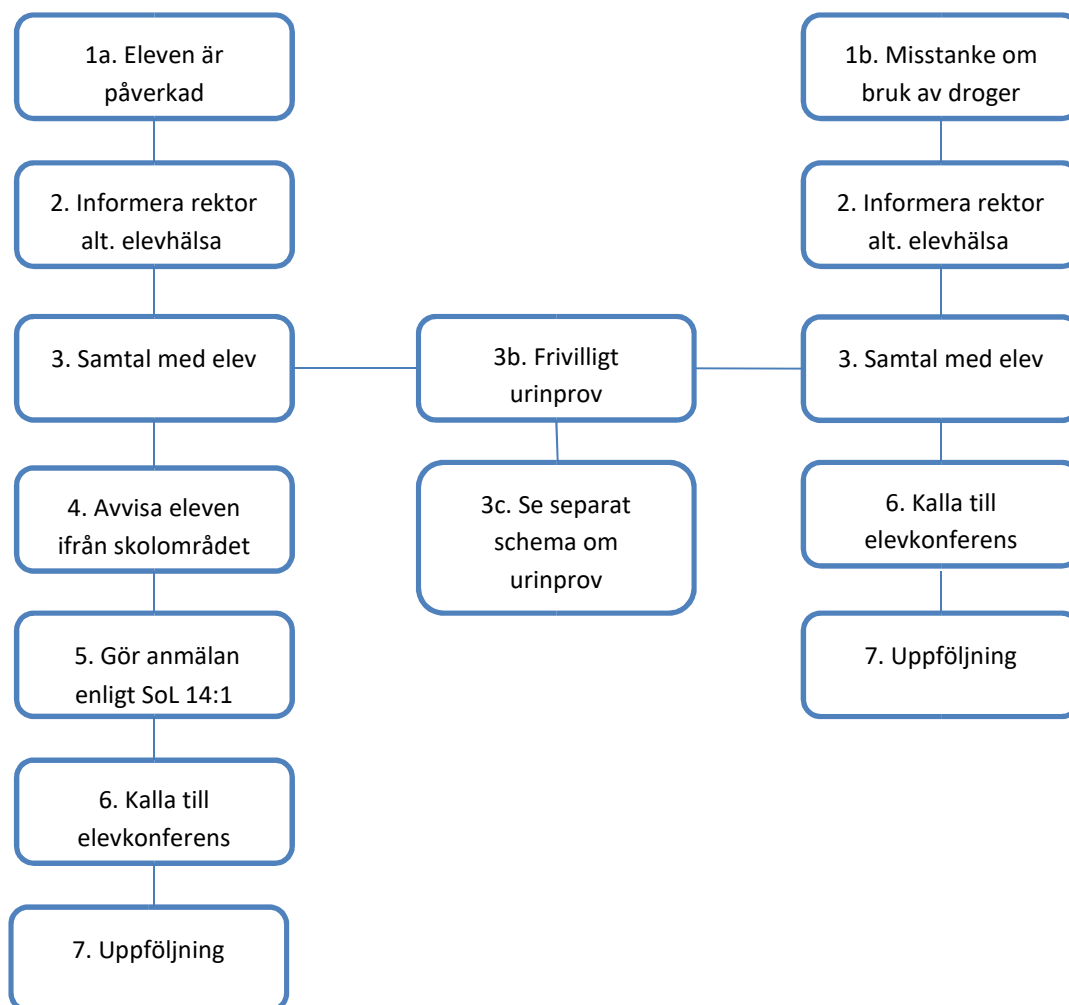 1a. Eleven är
påverkad
1b. Misstanke om
bruk av droger
2. Informera rektor
alt. elevhälsa
2. Informera rektor
alt. elevhälsa
3. Samtal med elev
3b. Frivilligt
urinprov
3. Samtal med elev
4. Avvisa eleven
ifrån skolområdet
3c. Se separat
schema om
urinprov
6. Kalla till
elevkonferens
5. Gör anmälan
enligt SoL 14:1
7. Uppföljning
6. Kalla till
elevkonferens
7. Uppföljning